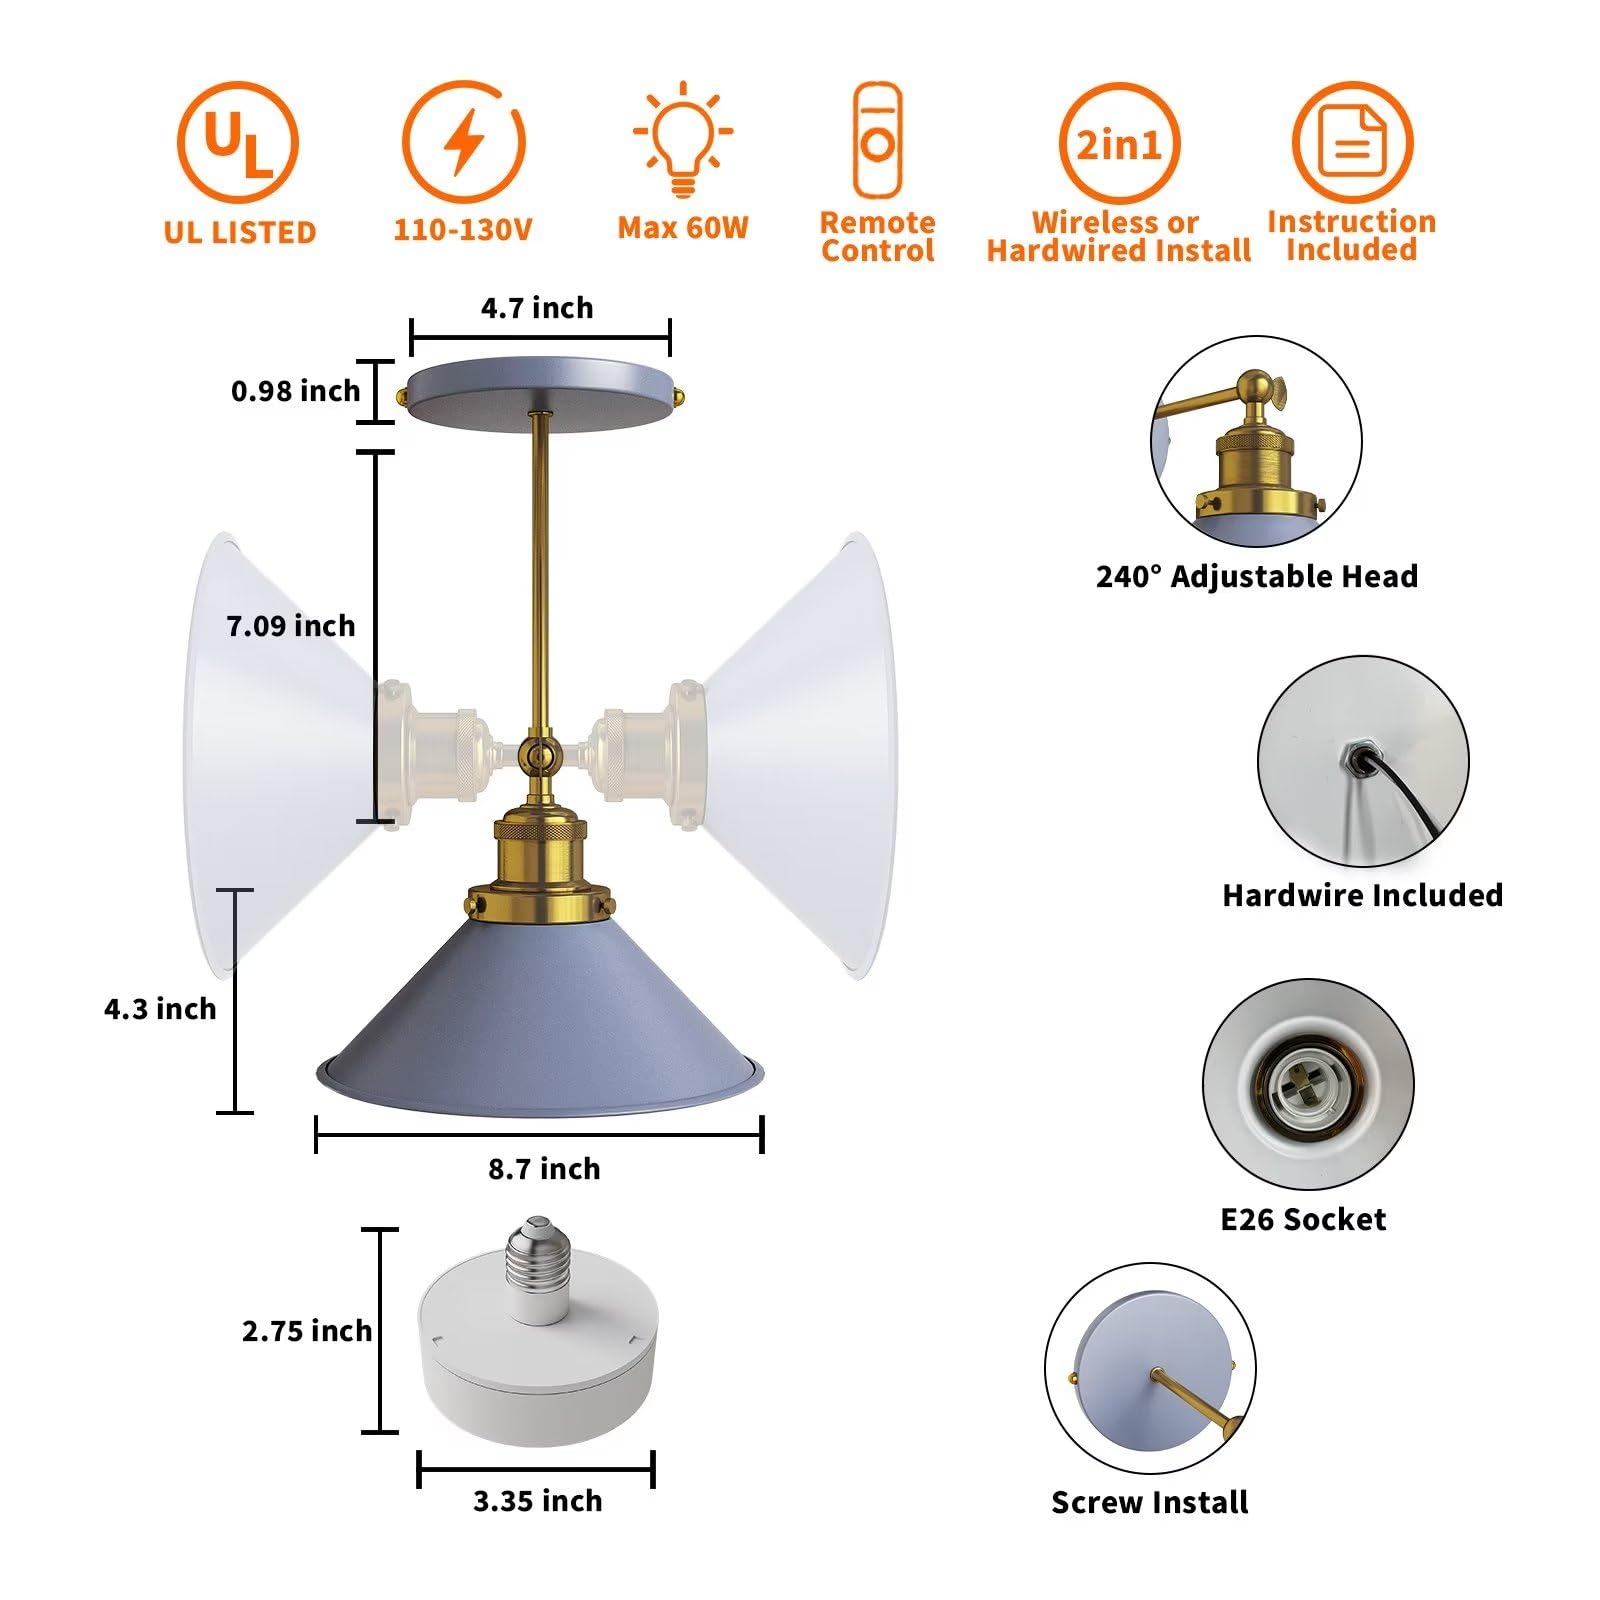 UL
UL LISTED
110-130V
Max 60W
Remote
Control
2in1
Wireless or
Hardwired Install
Instruction
Included
4.7 inch
0.98 inch
7.09 inch
4.3 inch
8.7 inch
2.75 inch
3.35 inch
240° Adjustable Head
Hardwire Included
E26 Socket
Screw Install